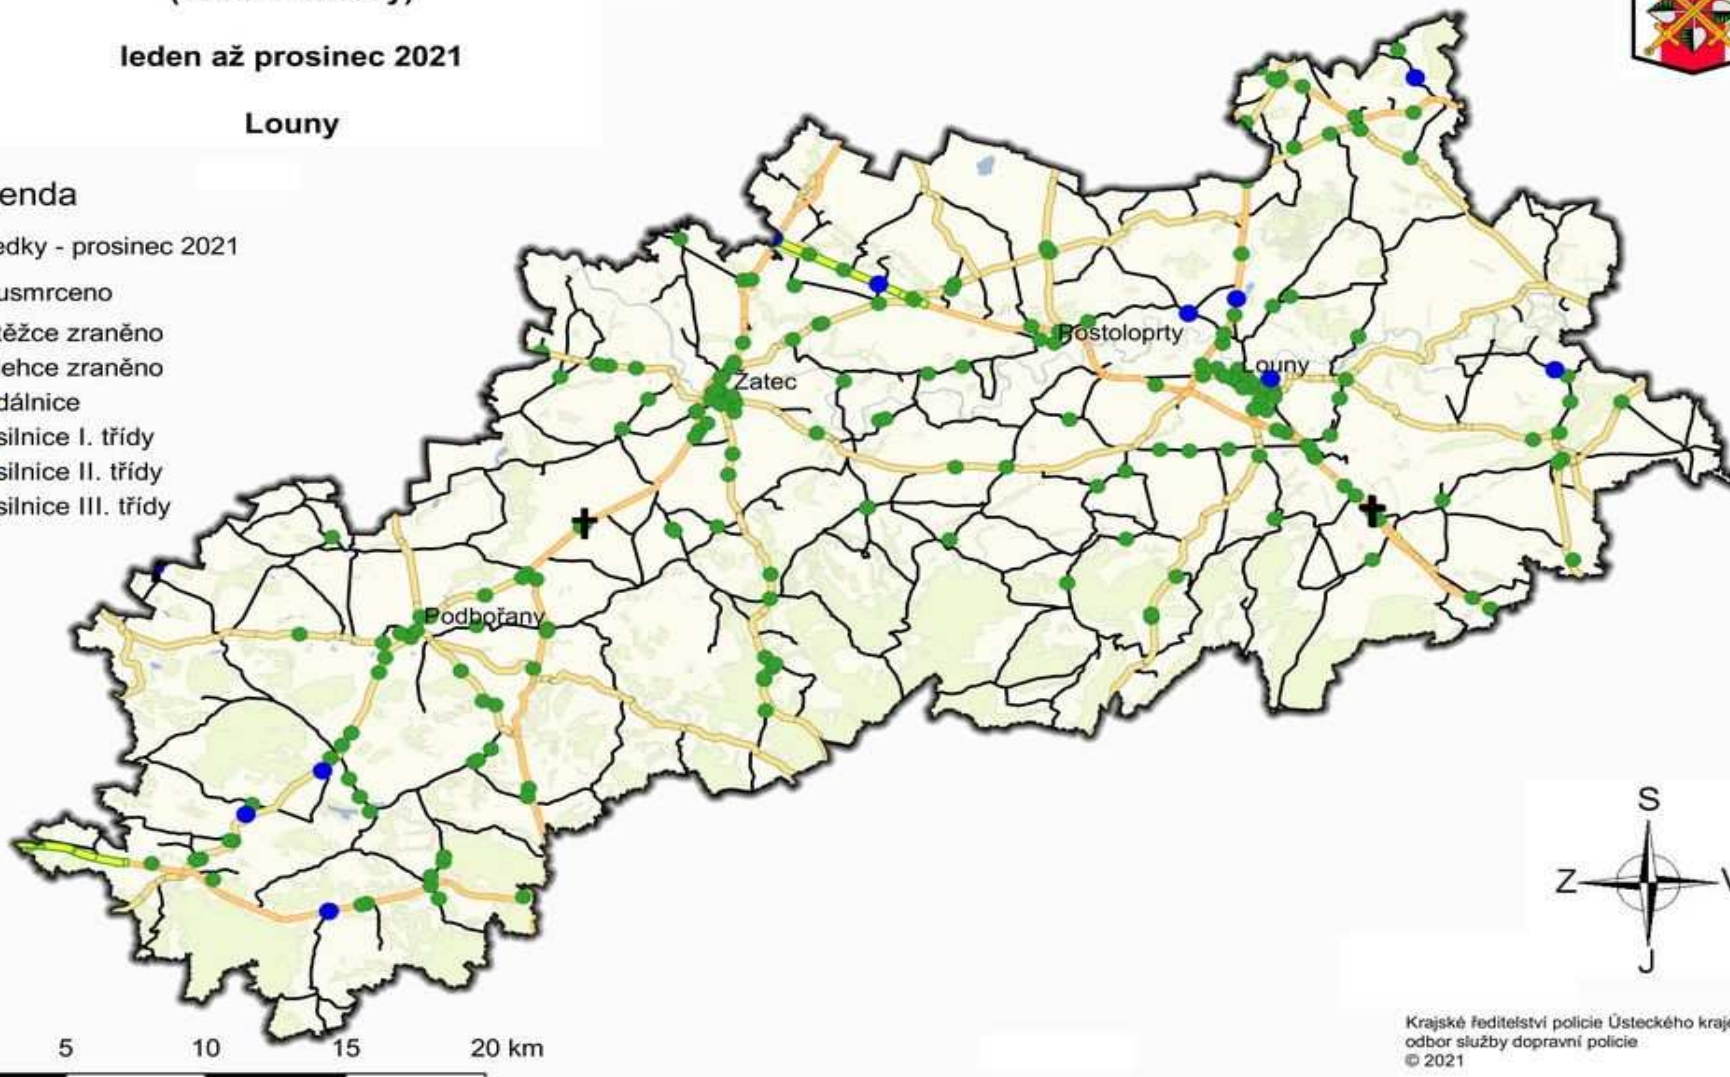 leden až prosinec 2021
Louny
enda
edky - prosinec 2021
usmrceno
těžce zraněno
ehce zraněno
dálnice
silnice I. třídy
silnice II. třídy
silnice III. třídy
Postoloprty
Louny
Žatec
Podbořany
S
Z
V
J
5 10 15 20 km
Krajské ředitelství policie Ústeckého kraje
odbor služby dopravní policie
© 2021